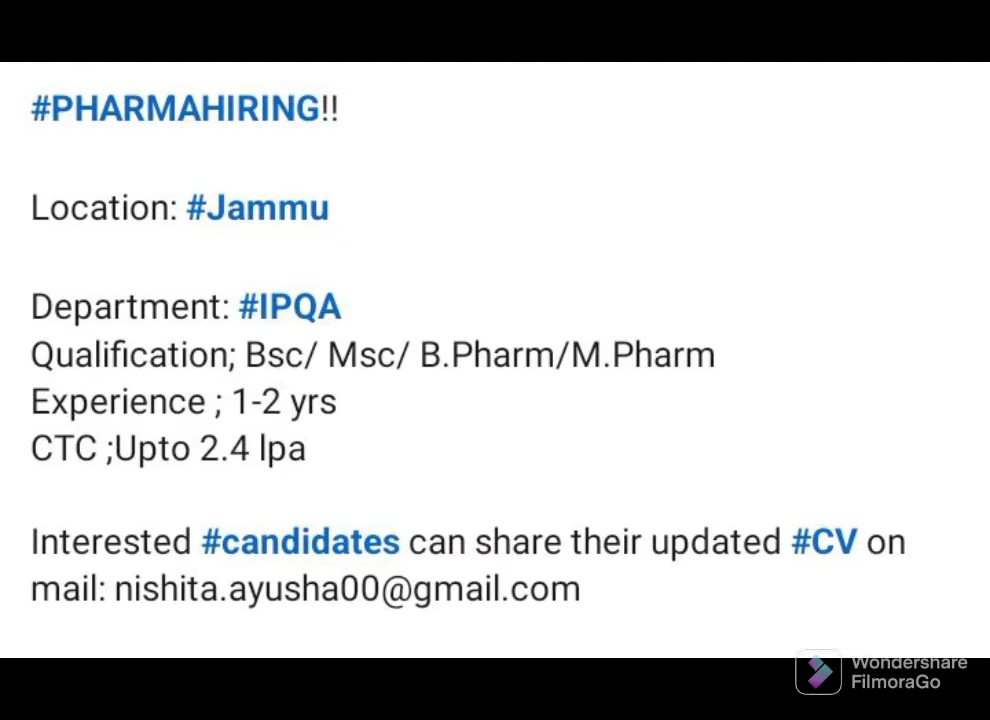 #PHARMAHIRING!!
Location: #Jammu
Department: #IPQA
Qualification; Bsc/ Msc/ B.Pharm/M.Pharm
Experience ; 1-2 yrs
CTC ;Upto 2.4 lpa
Interested #candidates can share their updated #CV on
mail: nishita.ayusha00@gmail.com
Wondershare
FilmoraGo